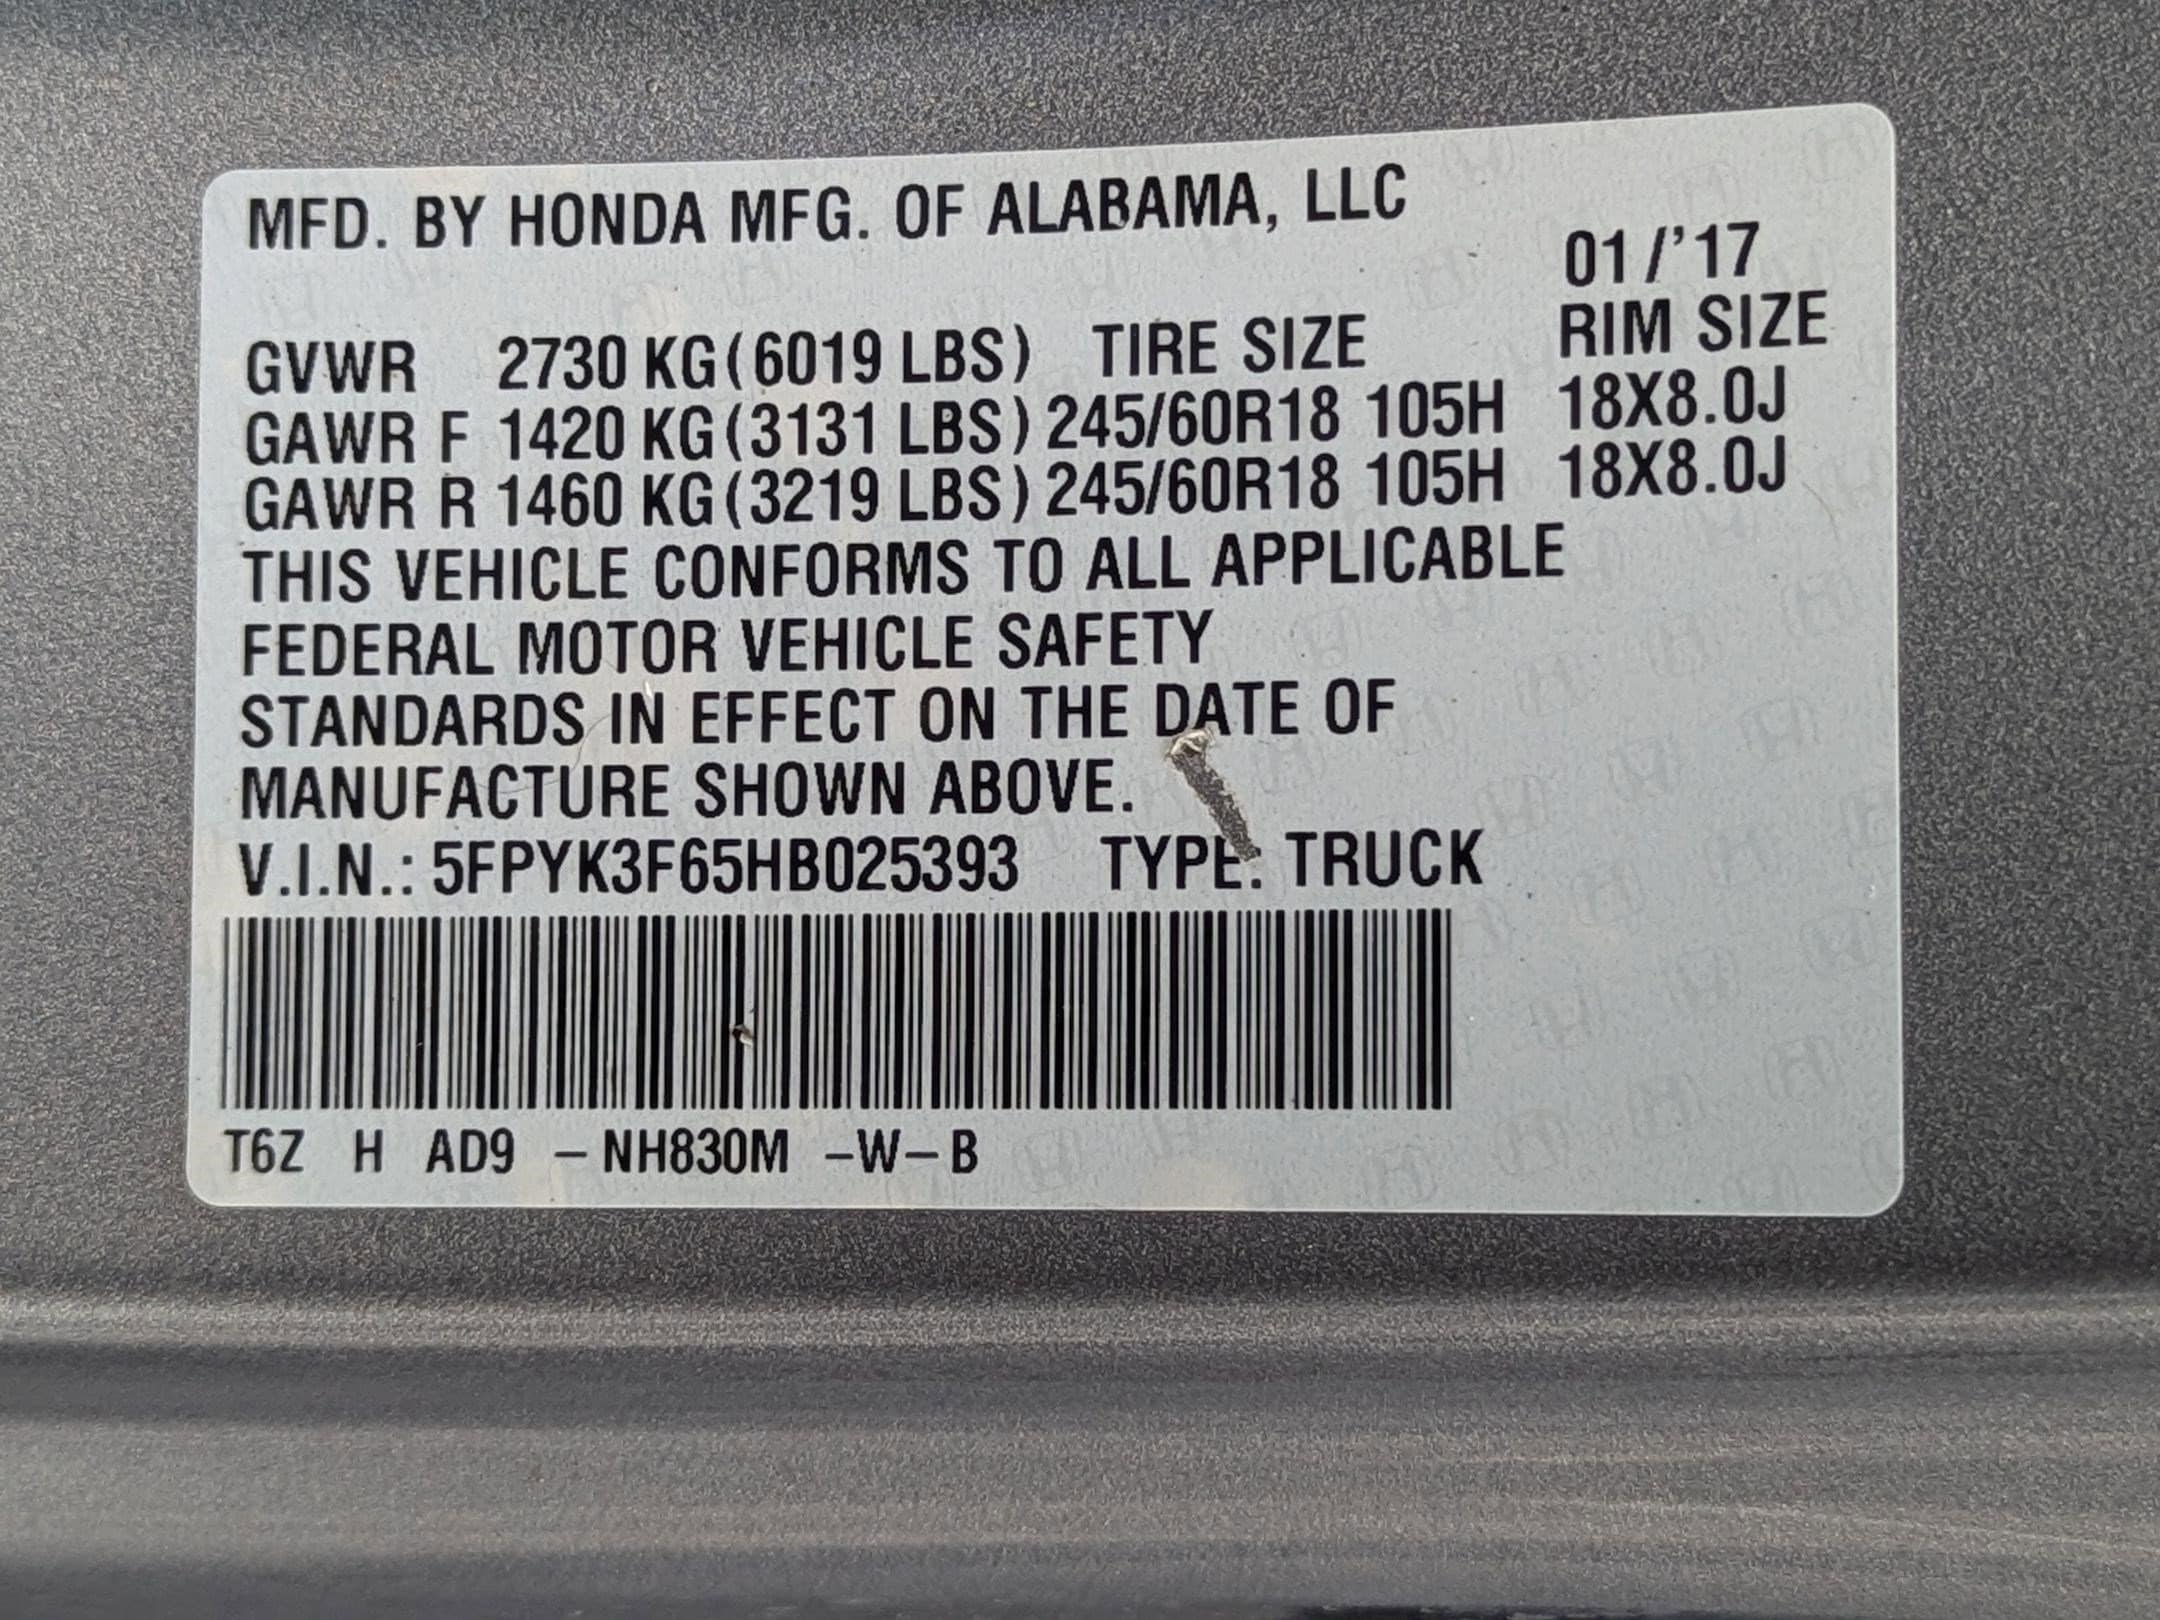 MFD. BY HONDA MFG. OF ALABAMA, LLC
01/'17
GVWR 2730 KG(6019 LBS) TIRE SIZE RIM SIZE
GAWR F 1420 KG(3131 LBS) 245/60R18 105H 18X8.0J
GAWR R 1460 KG(3219 LBS) 245/60R18 105H 18X8.0J
THIS VEHICLE CONFORMS TO ALL APPLICABLE
FEDERAL MOTOR VEHICLE SAFETY
STANDARDS IN EFFECT ON THE DATE OF
MANUFACTURE SHOWN ABOVE.
V.I.N.: 5FPYK3F65HB025393 TYPE: TRUCK
T6Z H AD9 -NH830M -W-B